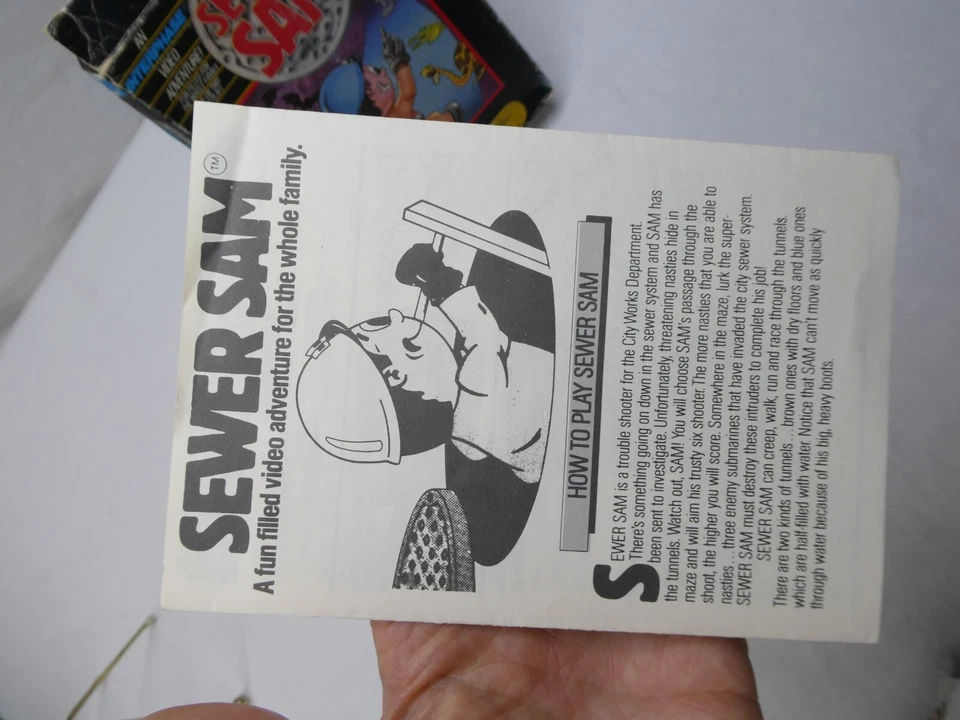 SEWER SAM™
A fun filled video adventure for the whole family.
HOW TO PLAY SEWER SAM
SEWER SAM is a trouble shooter for the City Works Department.
There's something going on down in the sewer system and SAM has
been sent to investigate. Unfortunately, threatening nasties hide in
the tunnels. Watch out, SAM! You will choose SAM's passage through the
maze and will aim his trusty six shooter. The more nasties that you are able to
shoot, the higher you will score. Somewhere in the maze, lurk the super-
nasties . . . three enemy submarines that have invaded the city sewer system.
SEWER SAM must destroy these intruders to complete his job!
SEWER SAM can creep, walk, run and race through the tunnels.
There are two kinds of tunnels . . . brown ones with dry floors and blue ones
which are half filled with water. Notice that SAM can't move as quickly
through water because of his big, heavy boots.
AN
INTERPHASE
VIDEO
ADVENTURE
SE
SAM